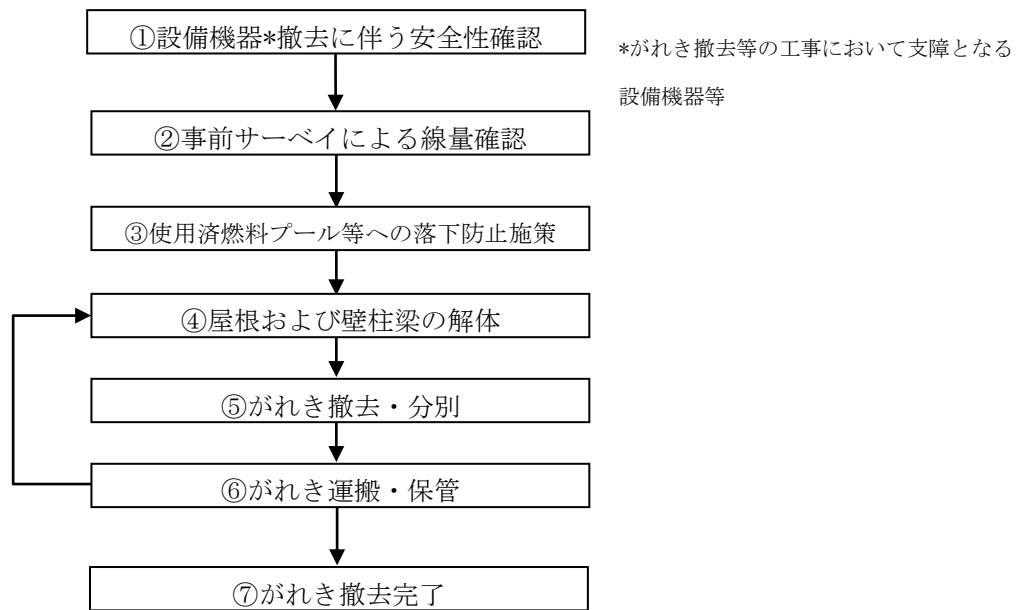 ①設備機器*撤去に伴う安全性確認
*がれき撤去等の工事において支障となる
設備機器等
②事前サーベイによる線量確認
③使用済燃料プール等への落下防止施策
④屋根および壁柱梁の解体
⑤がれき撤去・分別
⑥がれき運搬・保管
⑦がれき撤去完了